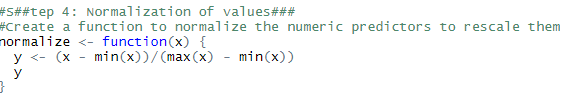 #S##tep 4: Normalization of values###
#Create a function to normalize the numeric predictors to rescale them
normalize <- function(x) {
  y <- (x - min(x))/(max(x) - min(x))
  y
}